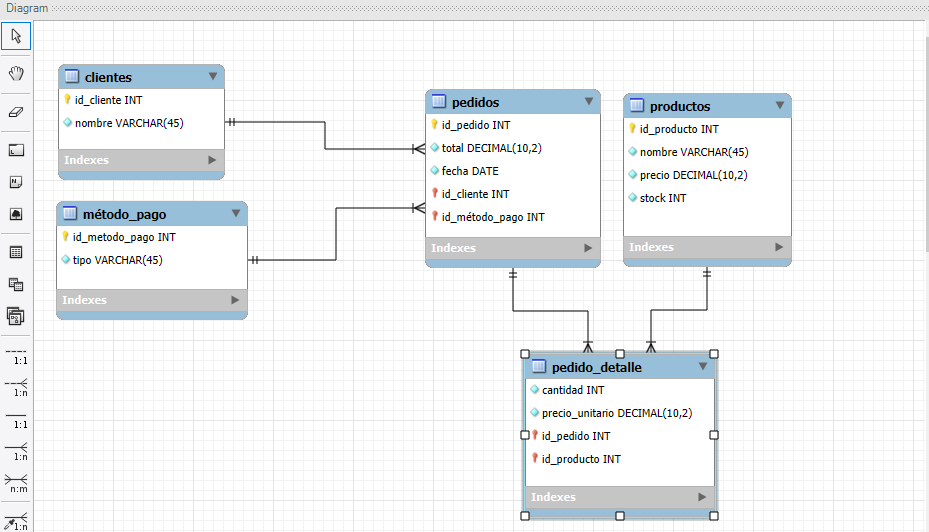 Diagram
clientes
id_cliente INT
nombre VARCHAR(45)
Indexes
método_pago
id_metodo_pago INT
tipo VARCHAR(45)
Indexes
pedidos
id_pedido INT
total DECIMAL(10,2)
fecha DATE
id_cliente INT
id_método_pago INT
Indexes
productos
id_producto INT
nombre VARCHAR(45)
precio DECIMAL(10,2)
stock INT
Indexes
pedido_detalle
cantidad INT
precio_unitario DECIMAL(10,2)
id_pedido INT
id_producto INT
Indexes
1:1
1:n
1:1
1:n
n:m
1:n